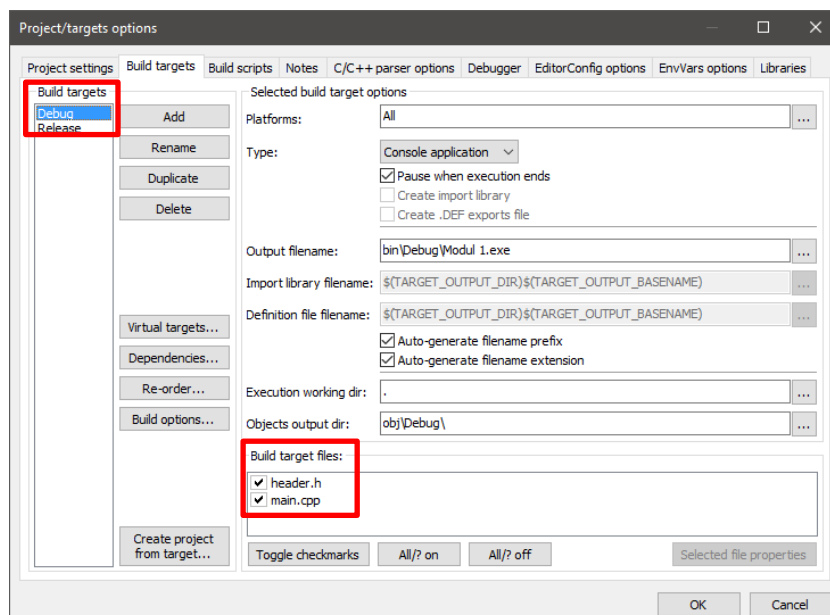 Project/targets options
Project settings Build targets Build scripts Notes C/C++ parser options Debugger EditorConfig options EnvVars options Libraries
Build targets
Debug
Release
Add
Rename
Duplicate
Delete
Virtual targets...
Dependencies...
Re-order...
Build options...
Create project
from target...
Selected build target options
Platforms: All ...
Type: Console application
Pause when execution ends
Create import library
Create .DEF exports file
Output filename: bin\Debug\Modul 1.exe ...
Import library filename: $(TARGET_OUTPUT_DIR)$(TARGET_OUTPUT_BASENAME) ...
Definition file filename: $(TARGET_OUTPUT_DIR)$(TARGET_OUTPUT_BASENAME) ...
Auto-generate filename prefix
Auto-generate filename extension
Execution working dir: . ...
Objects output dir: obj\Debug\ ...
Build target files:
header.h
main.cpp
Toggle checkmarks All/? on All/? off Selected file properties
OK Cancel